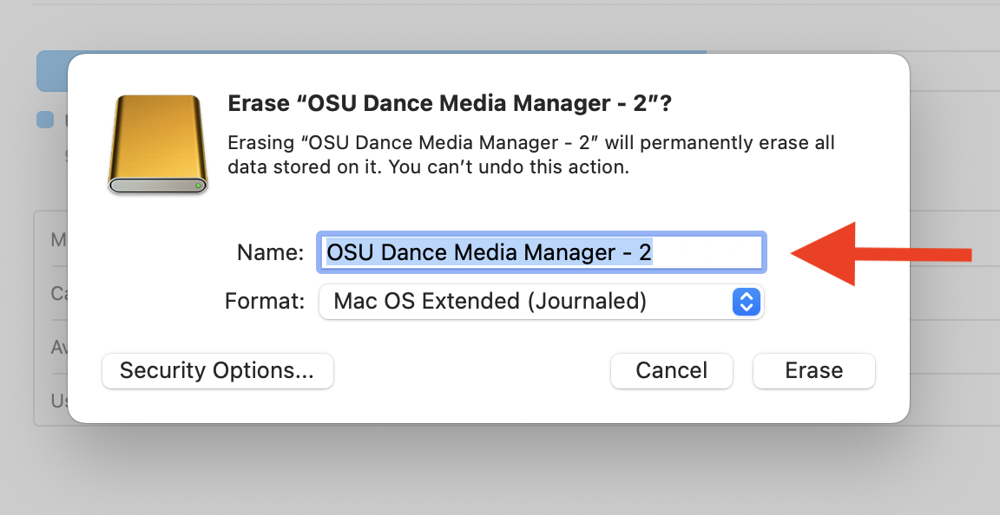 Erase “OSU Dance Media Manager - 2”?
Erasing “OSU Dance Media Manager - 2” will permanently erase all
data stored on it. You can’t undo this action.
Name: OSU Dance Media Manager - 2
Format: Mac OS Extended (Journaled)
Security Options...
Cancel
Erase